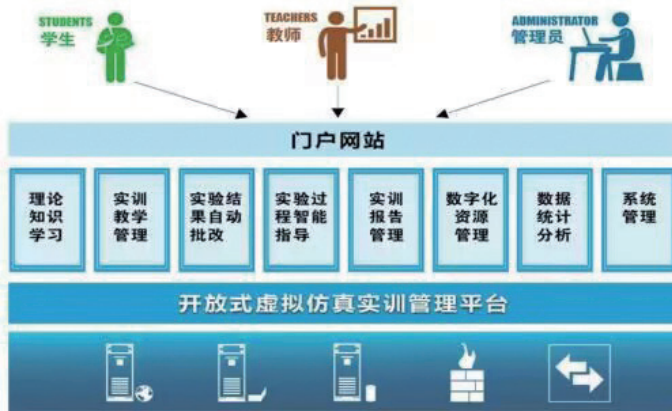 STUDENTS
学生
TEACHERS
教师
ADMINISTRATOR
管理员
门户网站
理论
知识
学习
实训
教学
管理
实验结
果自动
批改
实验过
程智能
指导
实训
报告
管理
数字化
资源
管理
数据
统计
分析
系统
管理
开放式虚拟仿真实训管理平台